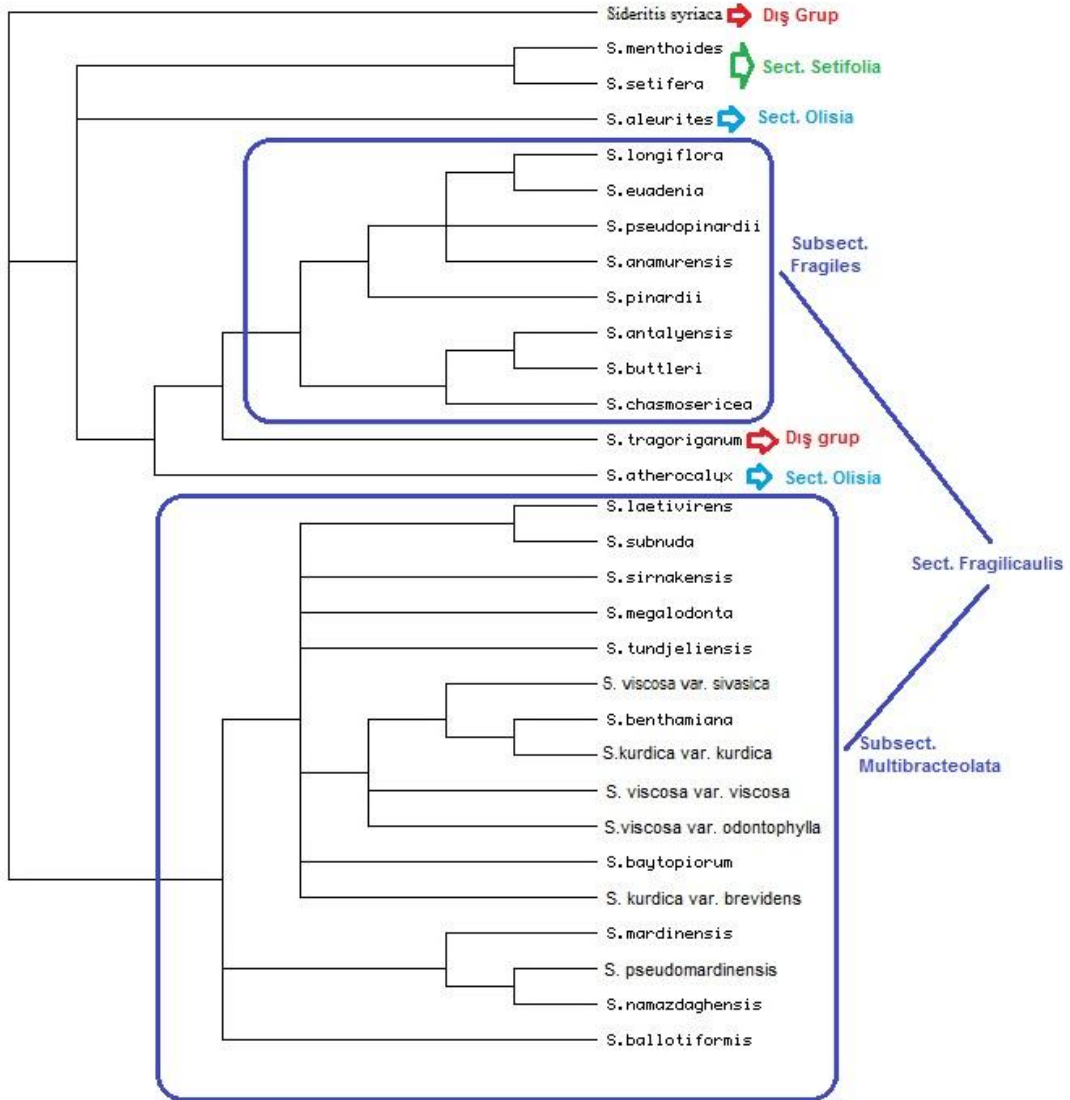 Sideritis syriaca Dış Grup
S.menthoides
Sect. Setifolia
S.setifera
S.aleurites Sect. Olisia
S.longiflora
S.euadenia
S.pseudopinardii
Subsect.
Fragiles
S.anamurensis
S.pinardii
S.antalyensis
S.buttleri
S.chasmosericea
S.tragoriganum Dış grup
S.atherocalyx Sect. Olisia
S.laetivirens
S.subnuda
Sect. Fragilicaulis
S.sirnakensis
S.megalodonta
S.tundjeliensis
S. viscosa var. sivasica
S.benthamiana
S.kurdica var. kurdica
Subsect.
Multibracteolata
S. viscosa var. viscosa
S.viscosa var. odontophylla
S.baytopiorum
S. kurdica var. brevidens
S.mardinensis
S. pseudomardinensis
S.namazdaghensis
S.ballotiformis